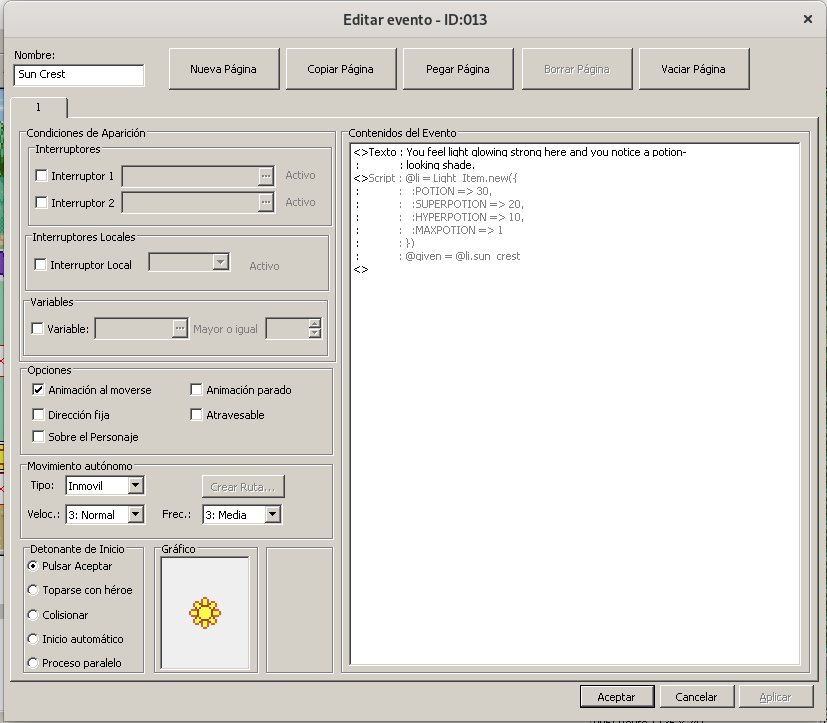 Editar evento - ID:013
Nombre:
Sun Crest
Nueva Página
Copiar Página
Pegar Página
Borrar Página
Vaciar Página
1
Condiciones de Aparición
Interruptores
Interruptor 1
... Activo
Interruptor 2
... Activo
Interruptores Locales
Interruptor Local
Activo
Variables
Variable:
... Mayor o igual
Opciones
Animación al moverse
Animación parado
Dirección fija
Atravesable
Sobre el Personaje
Movimiento autónomo
Tipo: Inmovil
Crear Ruta...
Veloc.: 3: Normal
Frec.: 3: Media
Detonante de Inicio
Pulsar Aceptar
Toparse con héroe
Colisionar
Inicio automático
Proceso paralelo
Gráfico
Contenidos del Evento
<>Texto : You feel light glowing strong here and you notice a potion-
: : looking shade.
<>Script : @li = Light_Item.new({
: : :POTION => 30,
: : :SUPERPOTION => 20,
: : :HYPERPOTION => 10,
: : :MAXPOTION => 1
: : })
: : @given = @li.sun_crest
<>
Aceptar
Cancelar
Aplicar